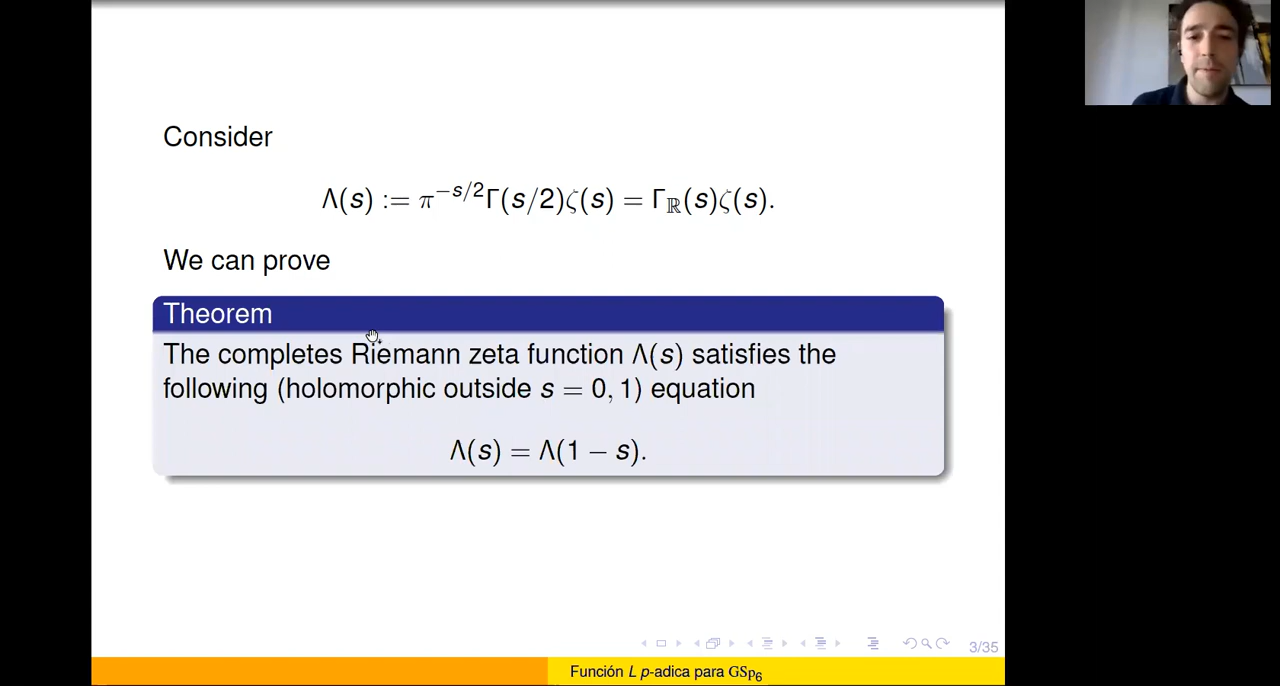 Consider
Λ(s) := π^{-s/2}Γ(s/2)ζ(s) = Γ_ℝ(s)ζ(s).
We can prove
Theorem
The completes Riemann zeta function Λ(s) satisfies the
following (holomorphic outside s = 0, 1) equation
Λ(s) = Λ(1 − s).
3/35
Función L p-adica para GSp₆